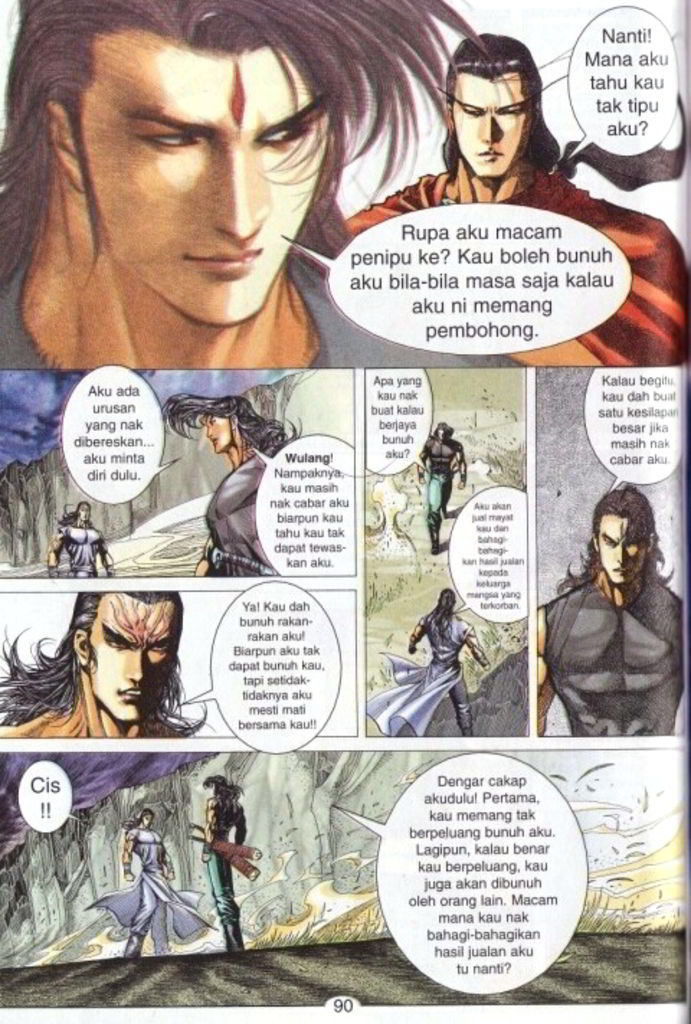 Nanti!
Mana aku
tahu kau
tak tipu
aku?
Rupa aku macam
penipu ke? Kau boleh bunuh
aku bila-bila masa saja kalau
aku ni memang
pembohong.
Aku ada
urusan
yang nak
dibereskan...
aku minta
diri dulu.
Wulang!
Nampaknya,
kau masih
nak cabar aku
biarpun kau
tahu kau tak
dapat tewas-
kan aku.
Ya! Kau dah
bunuh rakan-
rakan aku!
Biarpun aku tak
dapat bunuh kau,
tapi setidak-
tidaknya aku
mesti mati
bersama kau!!
Apa yang
kau nak
buat kalau
berjaya
bunuh
aku?
Aku akan
jual mayat
kau dan
bahagi-
bahagi-
kan hasil jualan
kepada
keluarga
mangsa yang
terkorban.
Kalau begitu,
kau dah buat
satu kesilapan
besar jika
masih nak
cabar aku.
Cis
!!
Dengar cakap
akudulu! Pertama,
kau memang tak
berpeluang bunuh aku.
Lagipun, kalau benar
kau berpeluang, kau
juga akan dibunuh
oleh orang lain. Macam
mana kau nak
bahagi-bahagikan
hasil jualan aku
tu nanti?
90